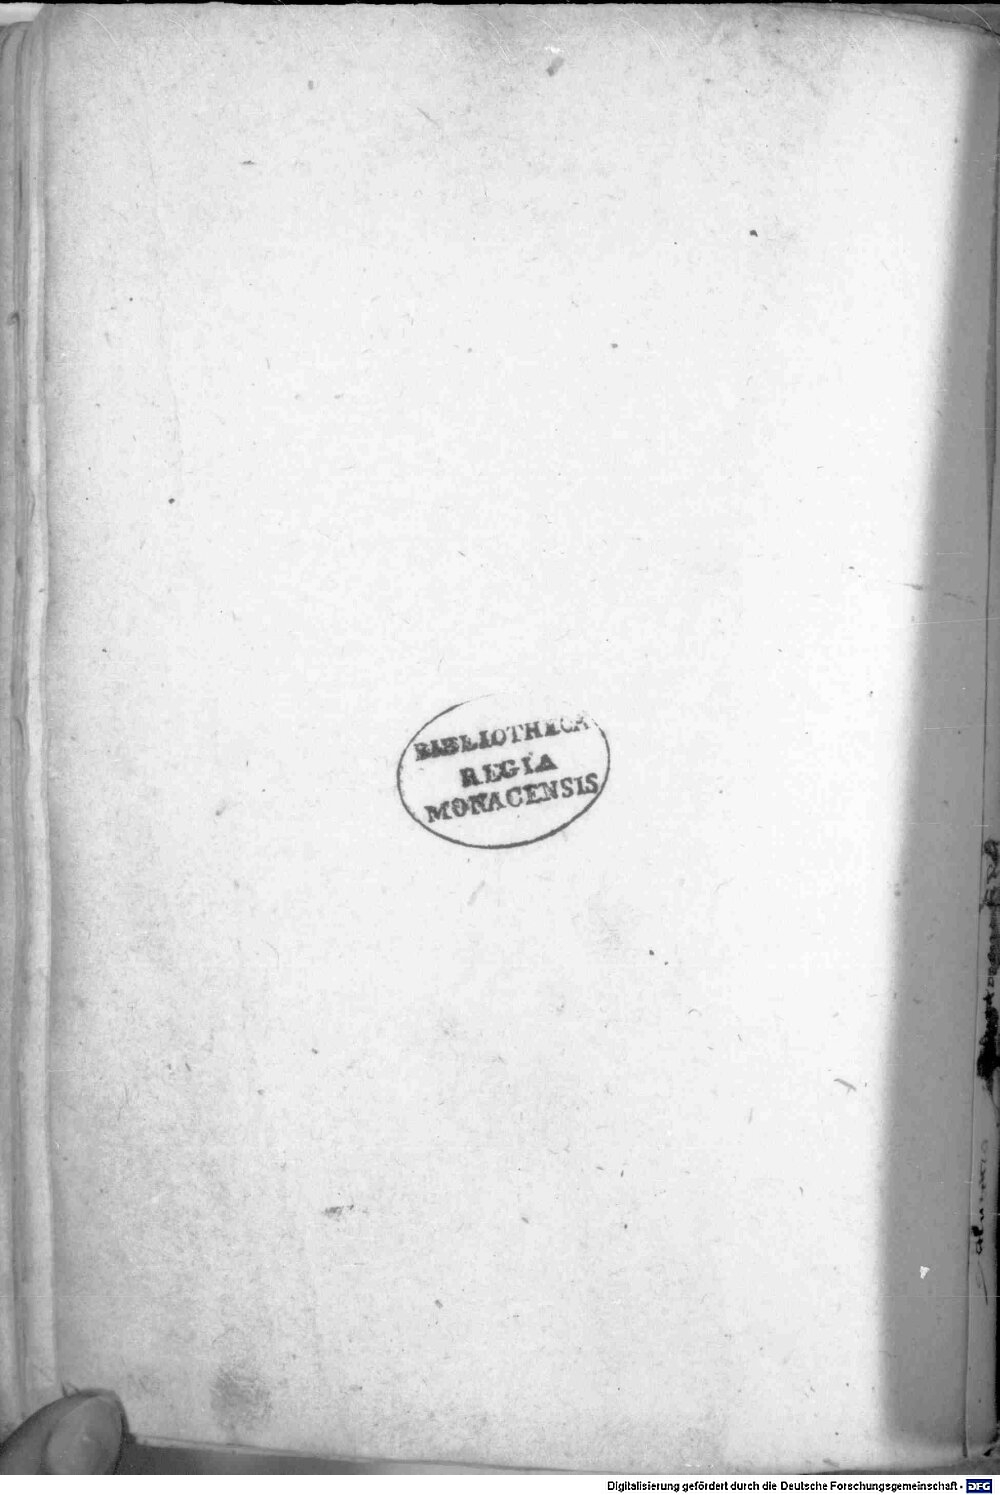 BIBLIOTHECA
REGIA
MONACENSIS
Digitalisierung gefördert durch die Deutsche Forschungsgemeinschaft - DFG